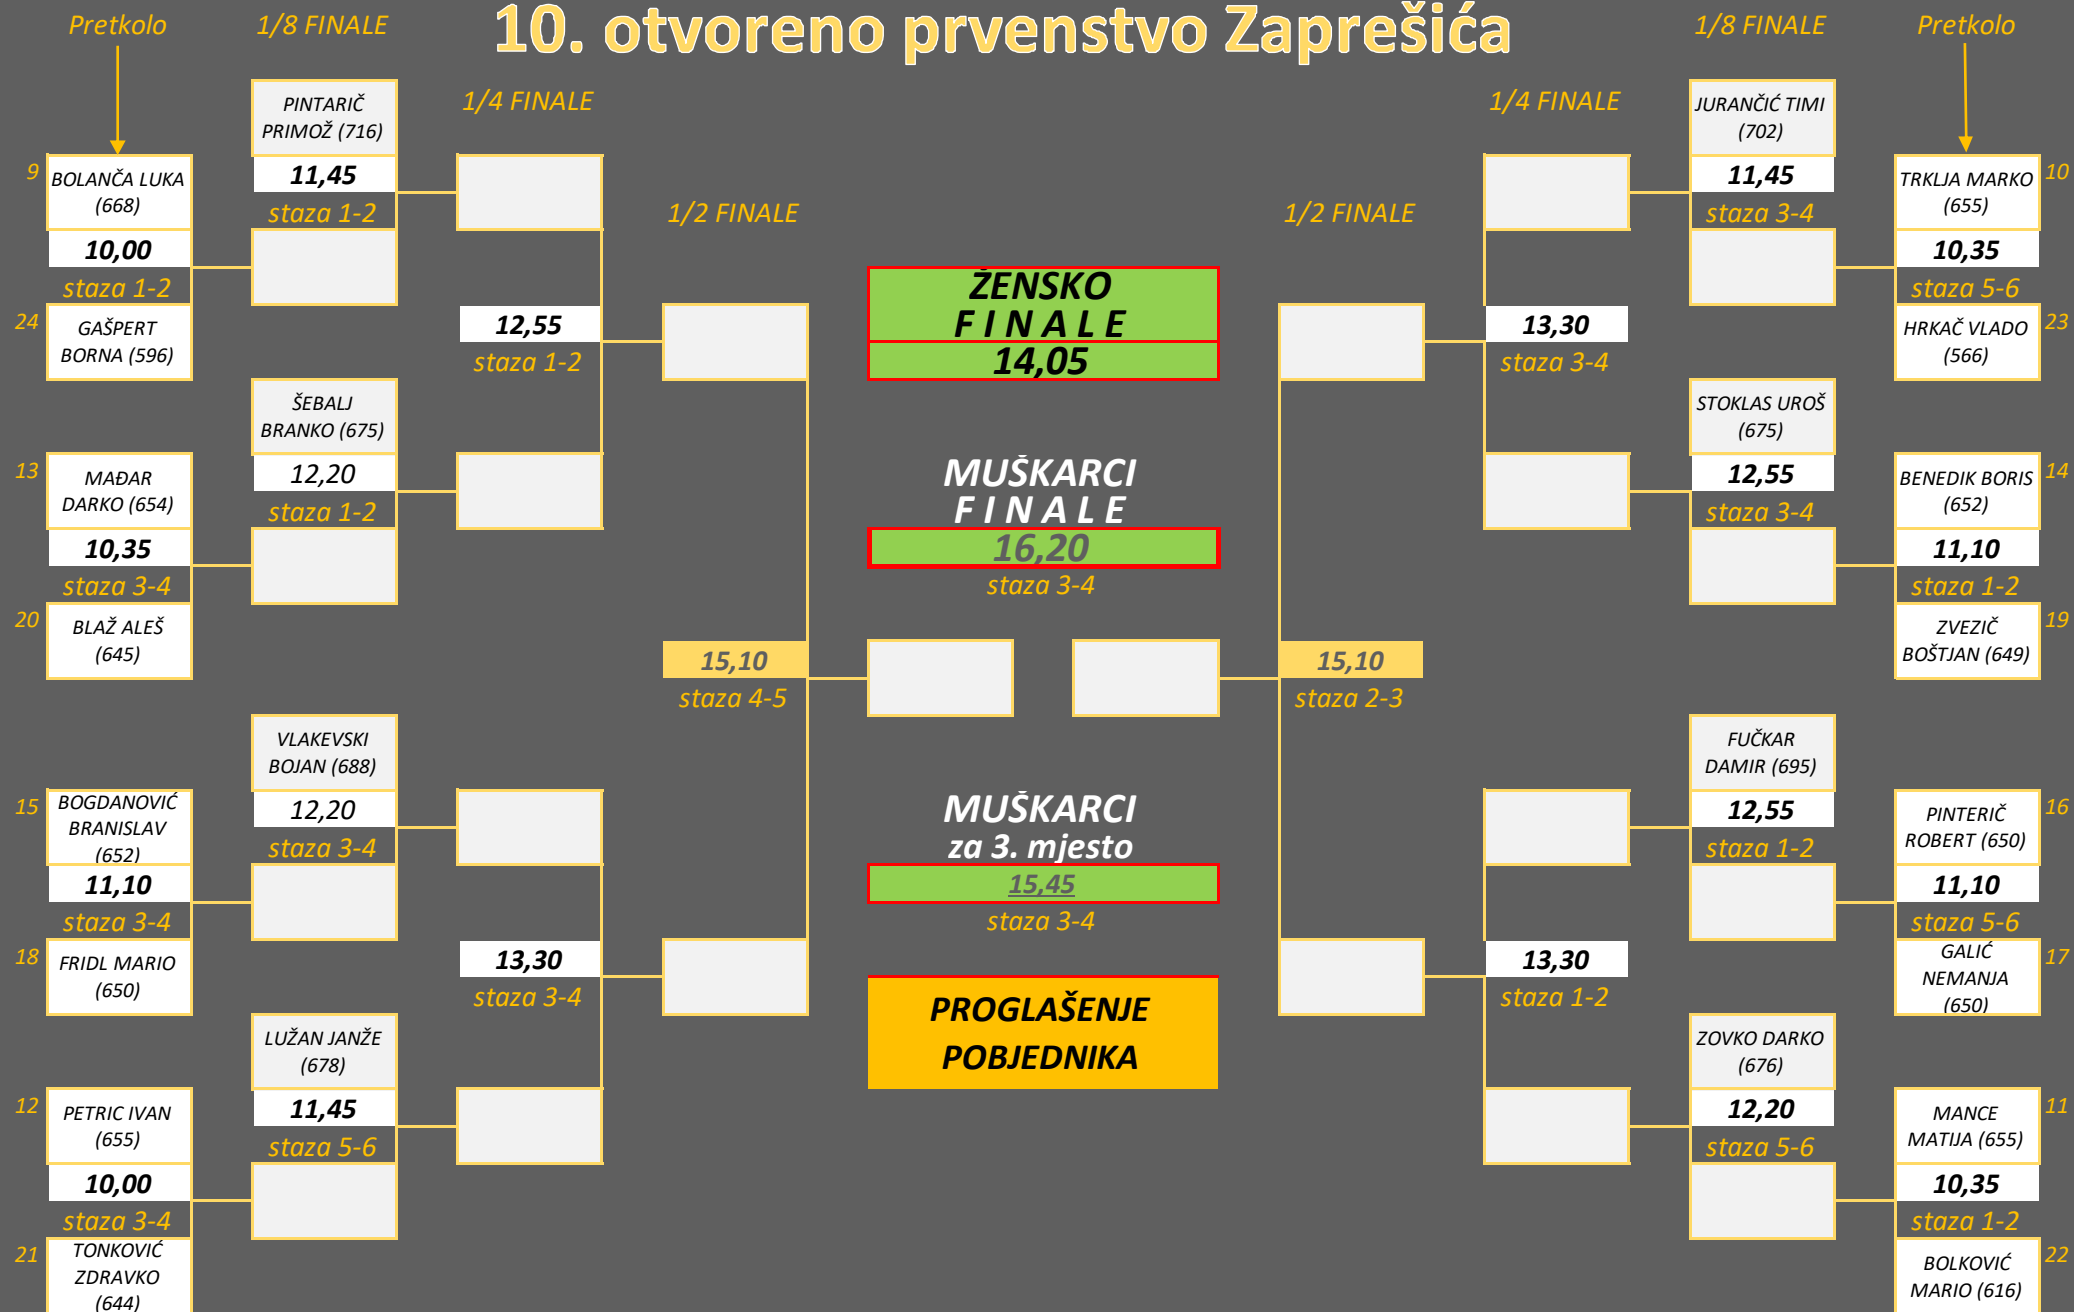 10. otvoreno prvenstvo Zaprešića
Pretkolo
1/8 FINALE
1/4 FINALE
1/2 FINALE
9
BOLANČA LUKA
(668)
10,00
staza 1-2
24
GAŠPERT
BORNA (596)
13
MAĐAR
DARKO (654)
10,35
staza 3-4
20
BLAŽ ALEŠ
(645)
15
BOGDANOVIĆ
BRANISLAV
(652)
11,10
staza 3-4
18
FRIDL MARIO
(650)
12
PETRIC IVAN
(655)
10,00
staza 3-4
21
TONKOVIĆ
ZDRAVKO
(644)
PINTARIČ
PRIMOŽ (716)
11,45
staza 1-2
ŠEBALJ
BRANKO (675)
12,20
staza 1-2
VLAKEVSKI
BOJAN (688)
12,20
staza 3-4
LUŽAN JANŽE
(678)
11,45
staza 5-6
12,55
staza 1-2
13,30
staza 3-4
15,10
staza 4-5
ŽENSKO
F I N A L E
14,05
MUŠKARCI
F I N A L E
16,20
staza 3-4
MUŠKARCI
za 3. mjesto
15,45
staza 3-4
PROGLAŠENJE
POBJEDNIKA
1/2 FINALE
15,10
staza 2-3
1/4 FINALE
13,30
staza 3-4
13,30
staza 1-2
1/8 FINALE
JURANČIĆ TIMI
(702)
11,45
staza 3-4
STOKLAS UROŠ
(675)
12,55
staza 3-4
FUČKAR
DAMIR (695)
12,55
staza 1-2
ZOVKO DARKO
(676)
12,20
staza 5-6
Pretkolo
TRKLJA MARKO
(655)
10
10,35
staza 5-6
HRKAČ VLADO
(566)
23
BENEDIK BORIS
(652)
14
11,10
staza 1-2
ZVEZIČ
BOŠTJAN (649)
19
PINTERIČ
ROBERT (650)
16
11,10
staza 5-6
GALIĆ
NEMANJA
(650)
17
MANCE
MATIJA (655)
11
10,35
staza 1-2
BOLKOVIĆ
MARIO (616)
22